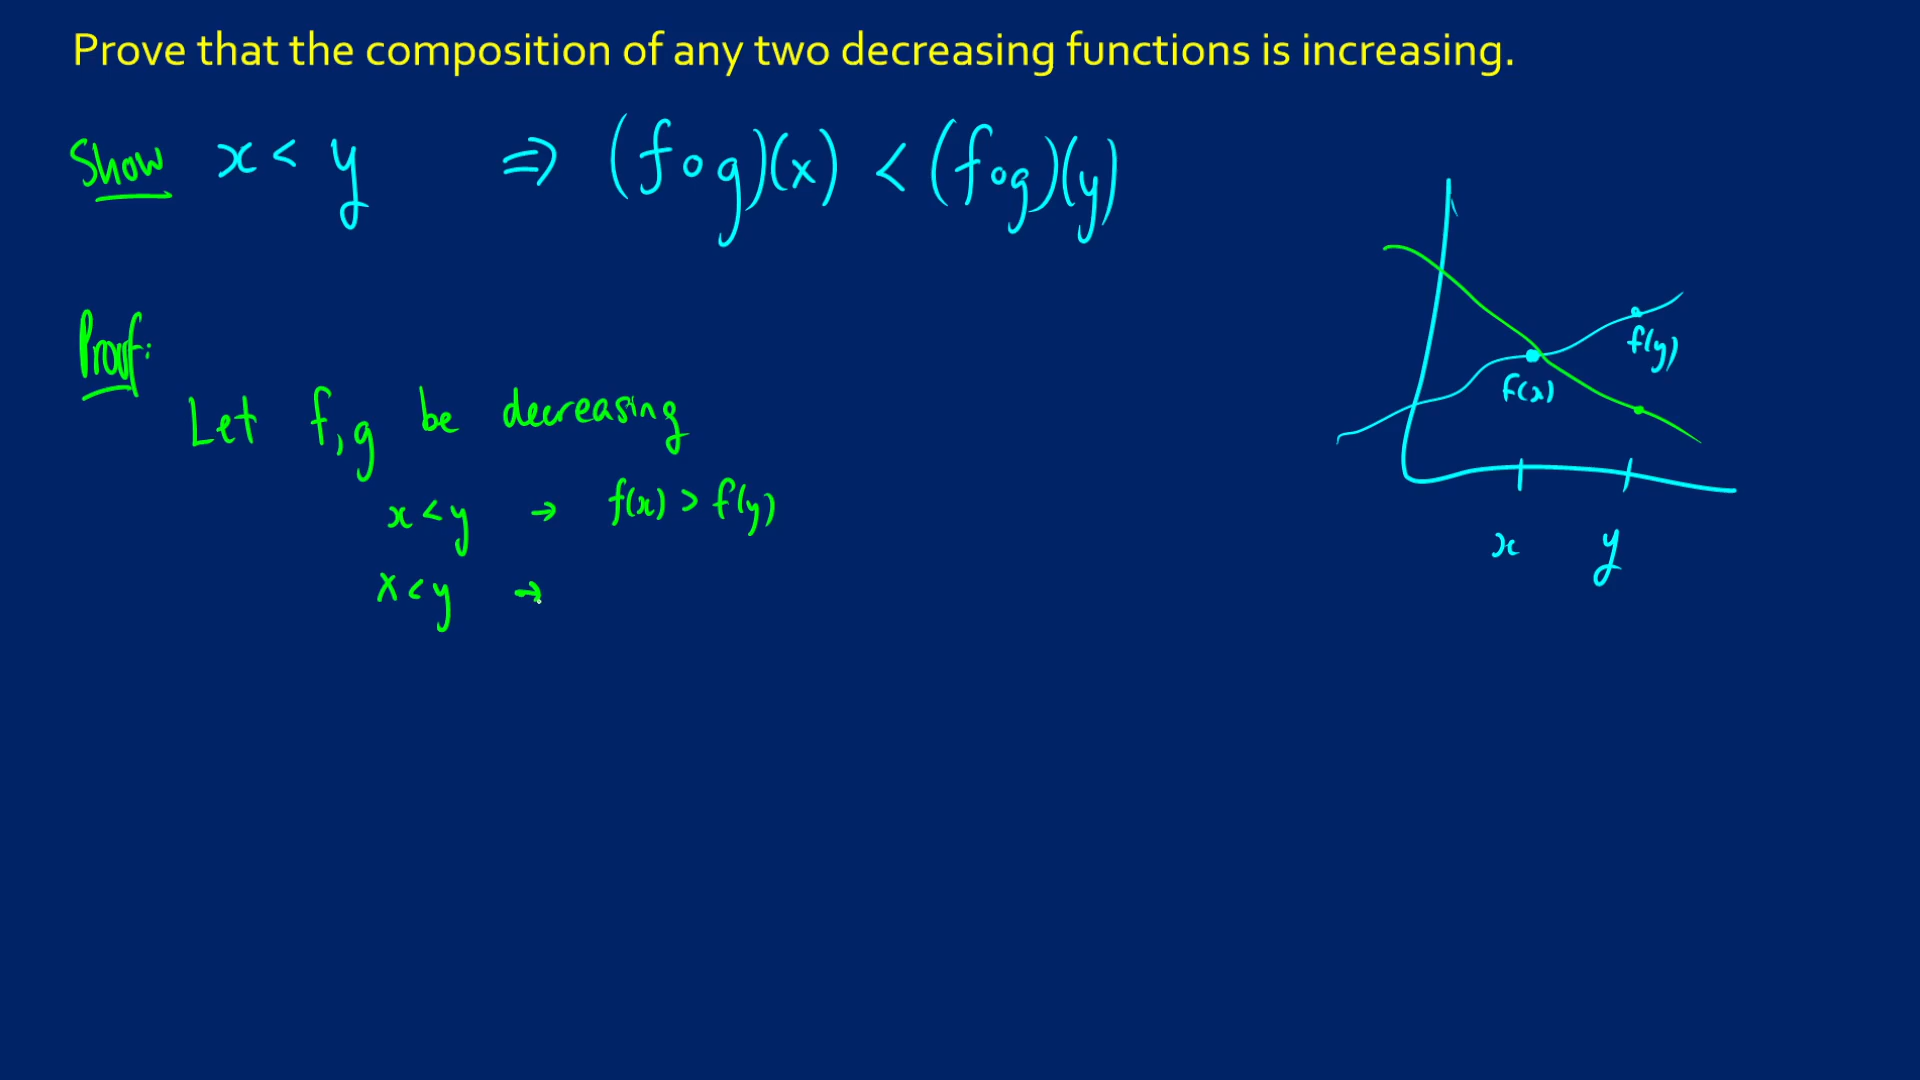 Prove that the composition of any two decreasing functions is increasing.
Show x < y ⇒ (f∘g)(x) < (f∘g)(y)
Proof:
Let f, g be decreasing
x < y → f(x) > f(y)
x < y →
f(y)
f(x)
x y